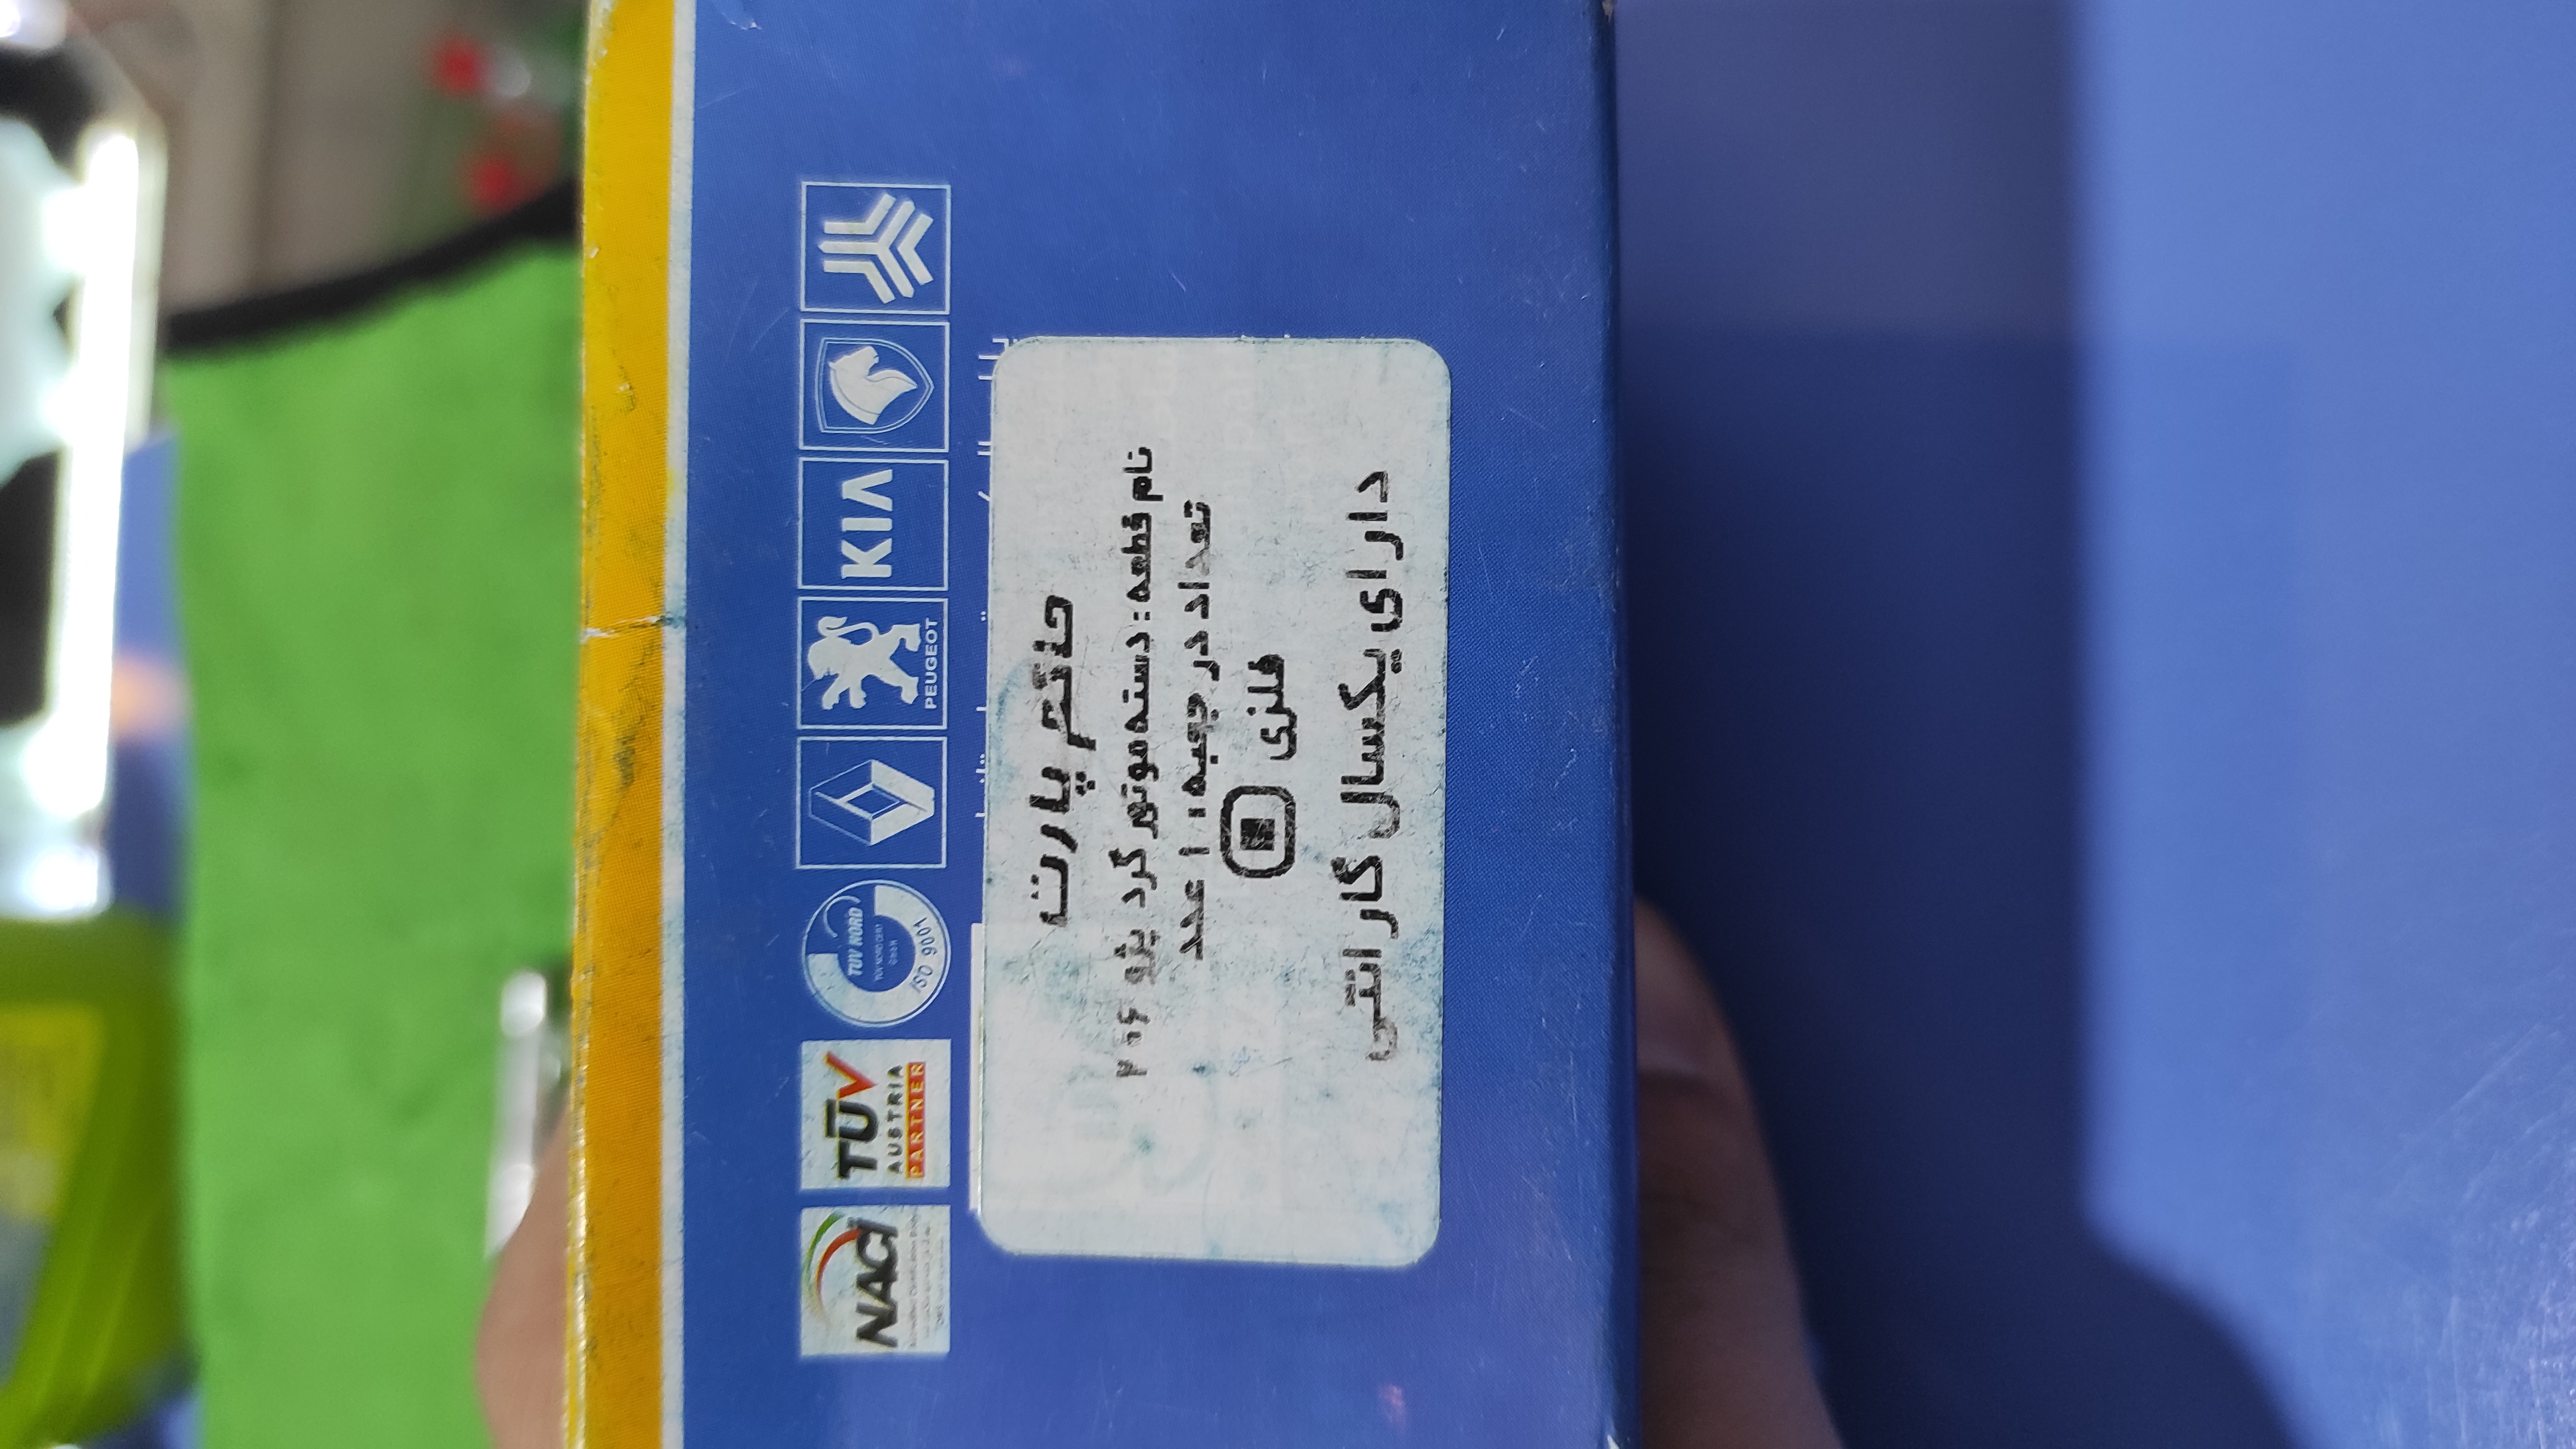 KIA
PEUGEOT
TUV NORD
ISO 9001
TÜV
AUSTRIA
PARTNER
NACI
حاتم پارت
نام قطعه: دسته موتور گرد پژو ۲۰۶
تعداد در جعبه: ۱ عدد
فلزی
دارای یکسال گارانتی